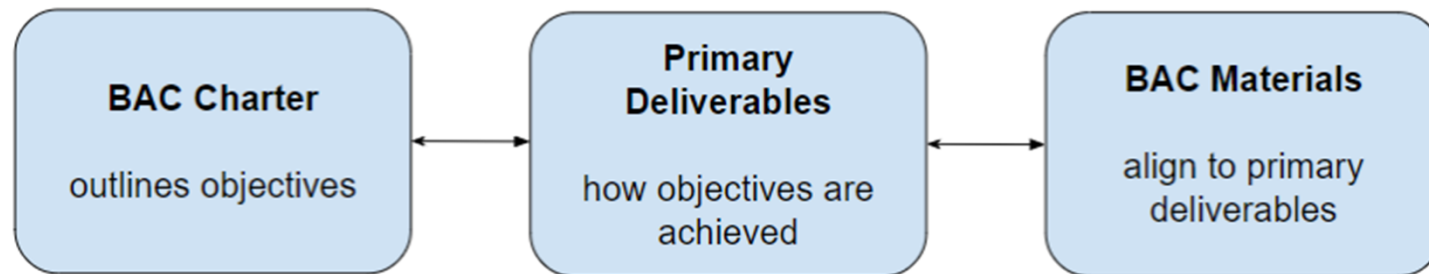 BAC Charter
outlines objectives
Primary
Deliverables
how objectives are
achieved
BAC Materials
align to primary
deliverables